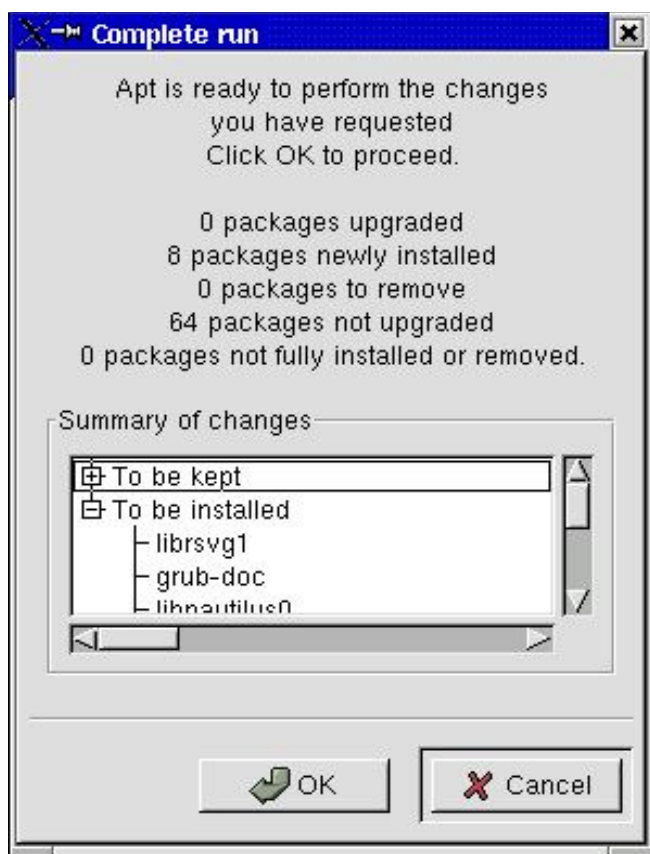 Complete run
Apt is ready to perform the changes
you have requested
Click OK to proceed.
0 packages upgraded
8 packages newly installed
0 packages to remove
64 packages not upgraded
0 packages not fully installed or removed.
Summary of changes
To be kept
To be installed
librsvg1
grub-doc
libnautilus0
OK
Cancel